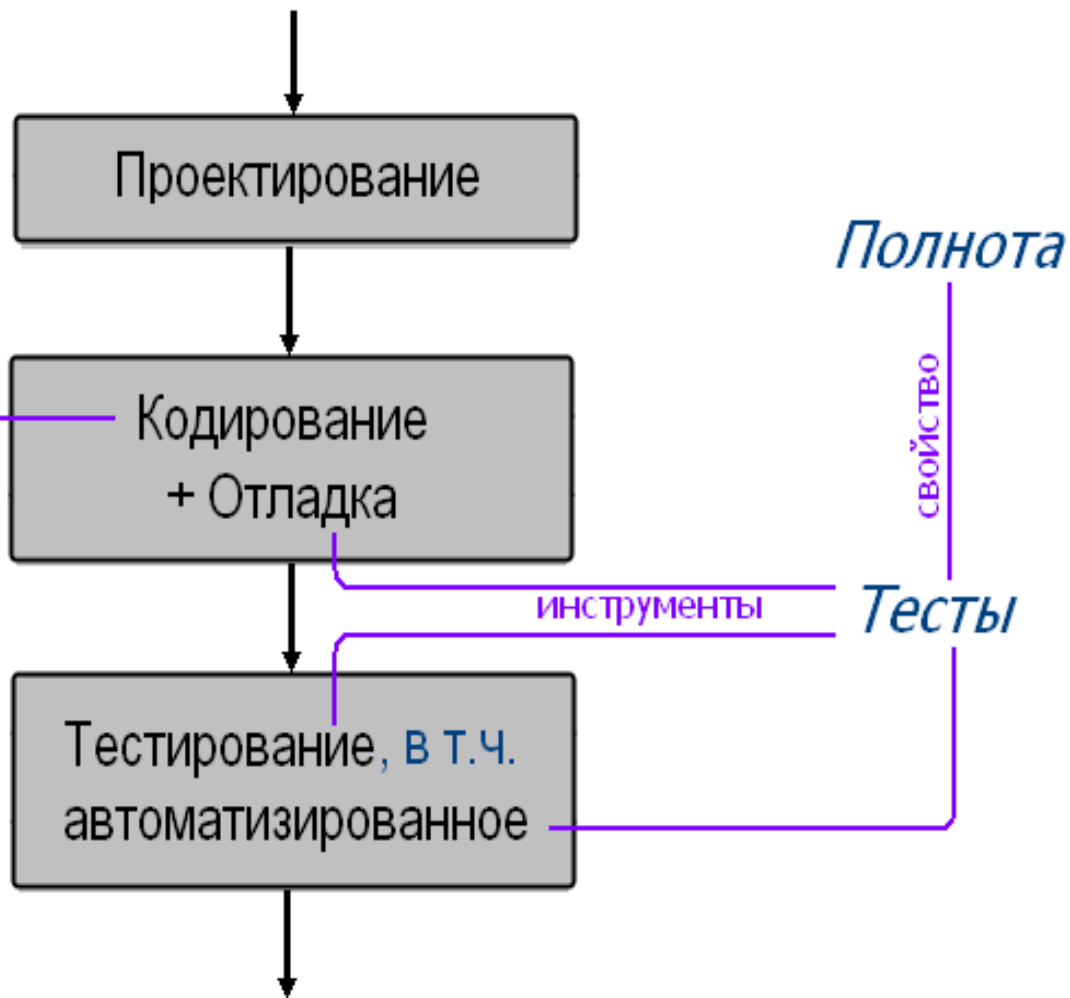 Проектирование
Полнота
свойство
Кодирование
+ Отладка
инструменты
Тесты
Тестирование, в т.ч.
автоматизированное